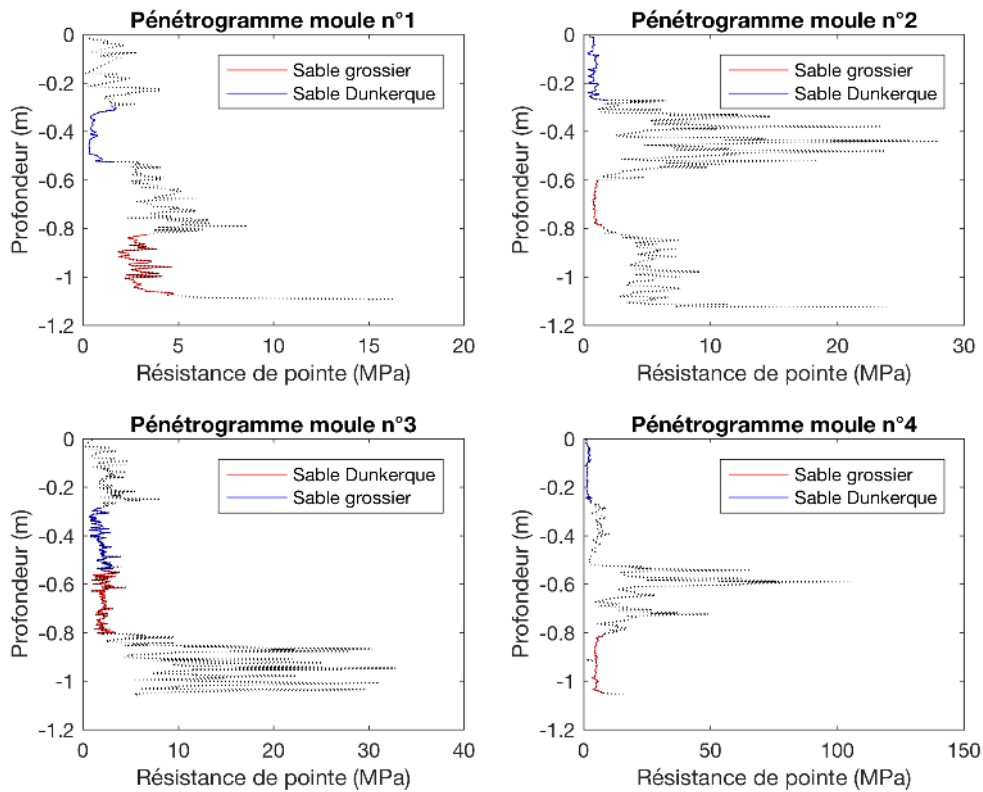 Pénétrogramme moule n°1
0
-0.2
-0.4
-0.6
-0.8
-1
-1.2
Profondeur (m)
Sable grossier
Sable Dunkerque
0 5 10 15 20
Résistance de pointe (MPa)
Pénétrogramme moule n°2
0
-0.2
-0.4
-0.6
-0.8
-1
-1.2
Profondeur (m)
Sable grossier
Sable Dunkerque
0 10 20 30
Résistance de pointe (MPa)
Pénétrogramme moule n°3
0
-0.2
-0.4
-0.6
-0.8
-1
-1.2
Profondeur (m)
Sable Dunkerque
Sable grossier
0 10 20 30 40
Résistance de pointe (MPa)
Pénétrogramme moule n°4
0
-0.2
-0.4
-0.6
-0.8
-1
-1.2
Profondeur (m)
Sable grossier
Sable Dunkerque
0 50 100 150
Résistance de pointe (MPa)